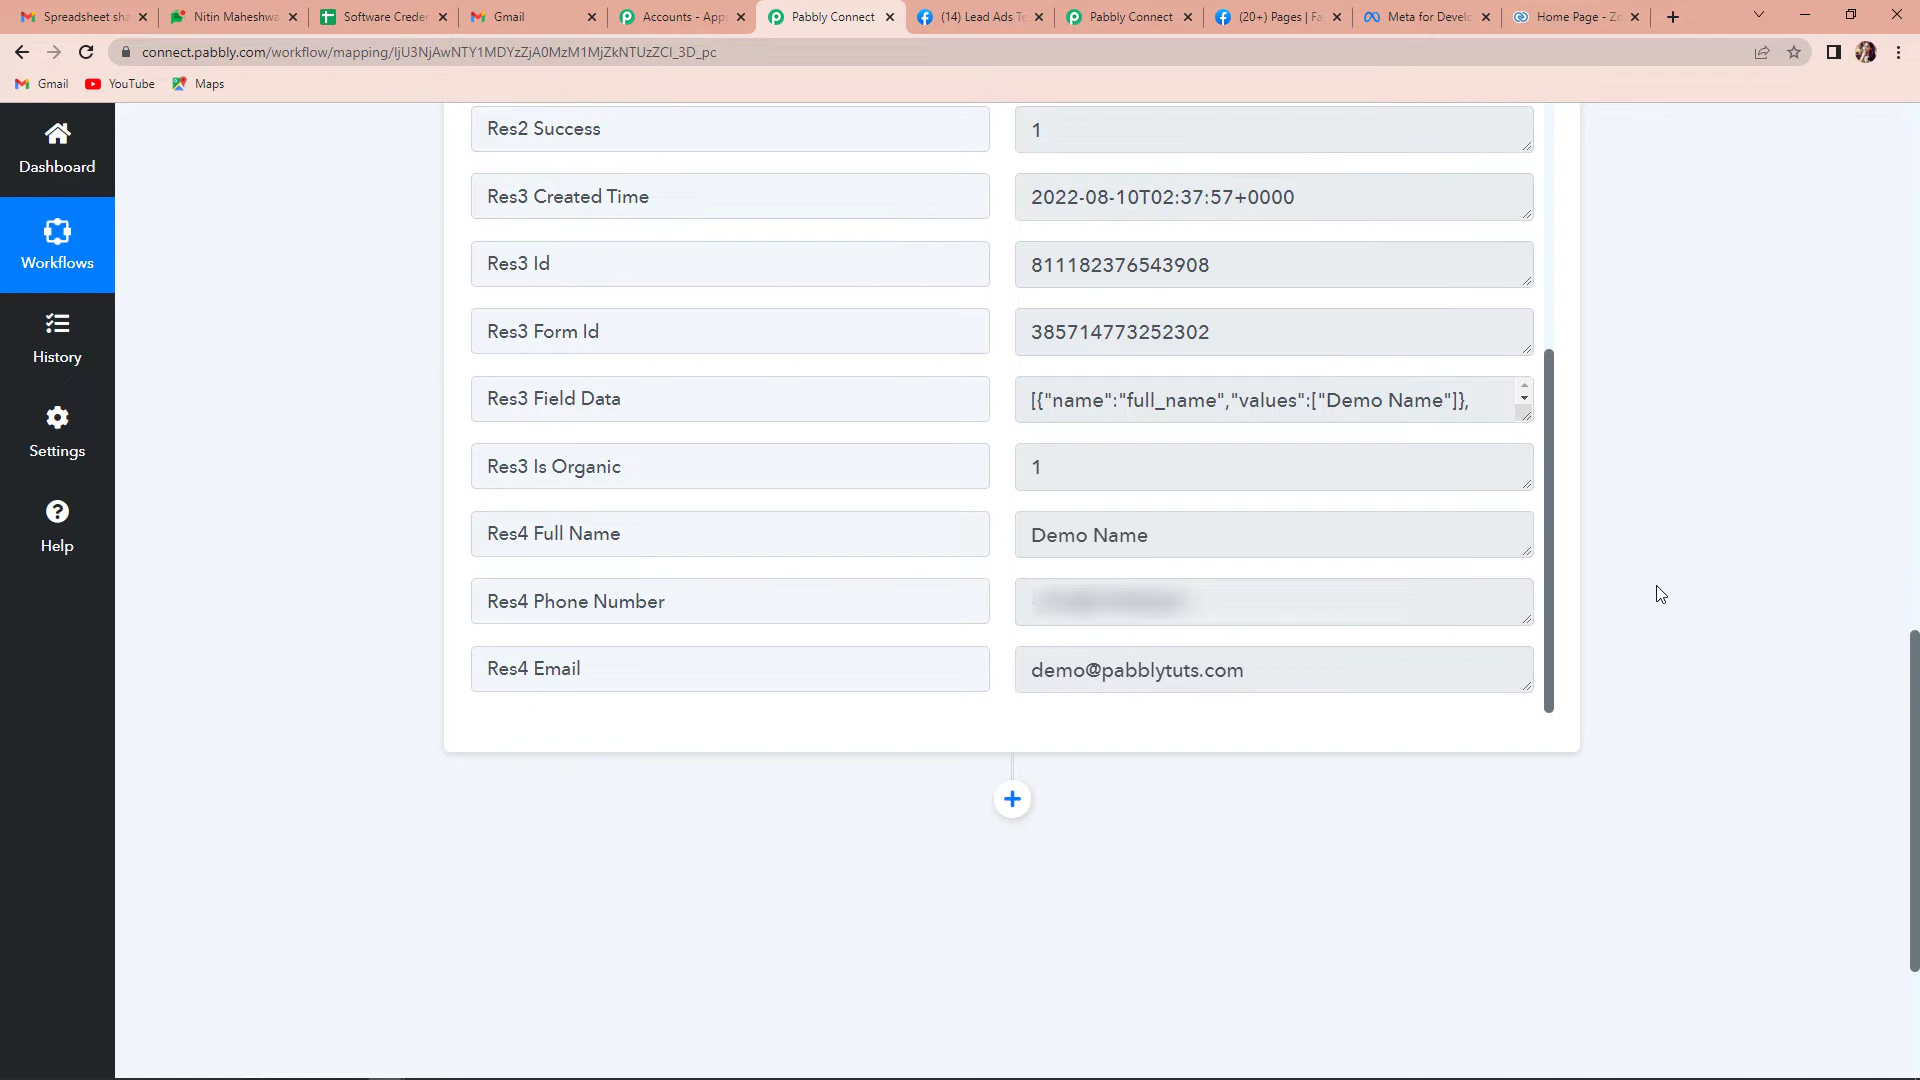 Spreadsheet sh
Nitin Maheshwa
Software Creden
Gmail
Accounts - App
Pabbly Connect
(14) Lead Ads Te
Pabbly Connect
(20+) Pages | Fa
Meta for Develo
Home Page - Zo
connect.pabbly.com/workflow/mapping/
Gmail
YouTube
Maps
Dashboard
Workflows
History
Settings
Help
Res2 Success
1
Res3 Created Time
2022-08-10T02:37:57+0000
Res3 Id
811182376543908
Res3 Form Id
385714773252302
Res3 Field Data
[{"name":"full_name","values":["Demo Name"]},
Res3 Is Organic
1
Res4 Full Name
Demo Name
Res4 Phone Number
Res4 Email
demo@pabblytuts.com